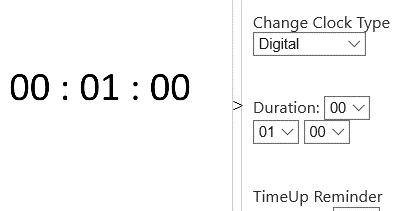 00 : 01 : 00
>
Change Clock Type
Digital
Duration: 00
01 00
TimeUp Reminder